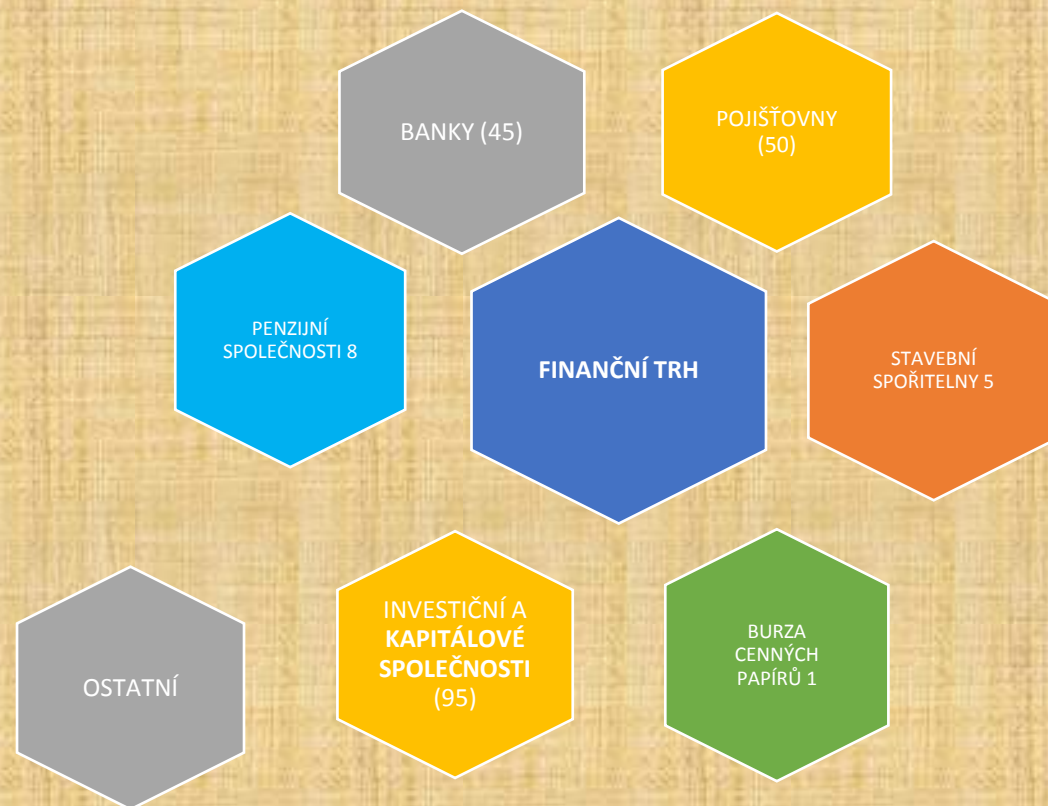 BANKY (45)
POJIŠŤOVNY
(50)
PENZIJNÍ
SPOLEČNOSTI 8
FINANČNÍ TRH
STAVEBNÍ
SPOŘITELNY 5
OSTATNÍ
INVESTIČNÍ A
KAPITÁLOVÉ
SPOLEČNOSTI
(95)
BURZA
CENNÝCH
PAPÍRŮ 1